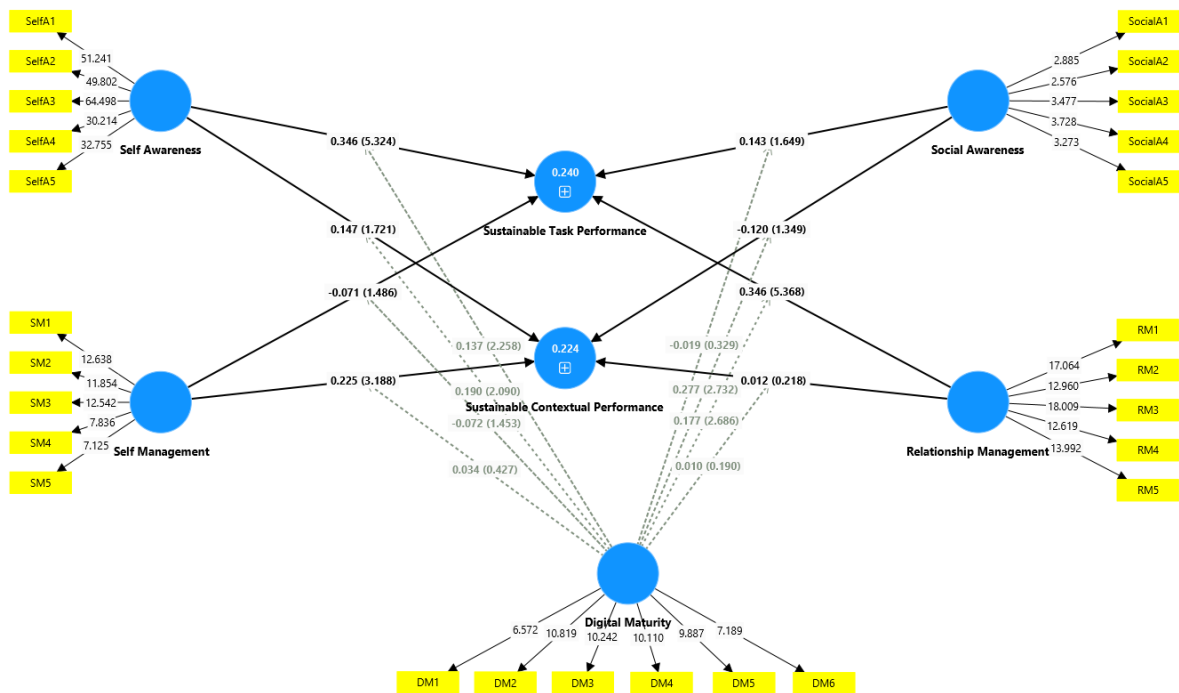 SelfA1
SocialA1
51.241
2.885
SelfA2
SocialA2
49.802
2.576
SelfA3
64.498
3.477
SocialA3
30.214
3.728
SelfA4
0.346 (5.324)
0.143 (1.649)
SocialA4
32.755
3.273
Self Awareness
Social Awareness
0.240
SelfA5
SocialA5
0.147 (1.721)
Sustainable Task Performance
-0.120 (1.349)
-0.071 (1.486)
0.346 (5.368)
SM1
RM1
0.137 (2.258)
-0.019 (0.329)
0.224
12.638
17.064
SM2
RM2
11.854
12.960
0.225 (3.188)
0.012 (0.218)
0.190 (2.090)
0.277 (2.732)
SM3
12.542
18.009
RM3
Sustainable Contextual Performance
7.836
12.619
-0.072 (1.453)
0.177 (2.686)
SM4
RM4
7.125
13.992
Self Management
Relationship Management
0.034 (0.427)
0.010 (0.190)
SM5
RM5
Digital Maturity
6.572
10.819
10.242
10.110
9.887
7.189
DM1
DM2
DM3
DM4
DM5
DM6